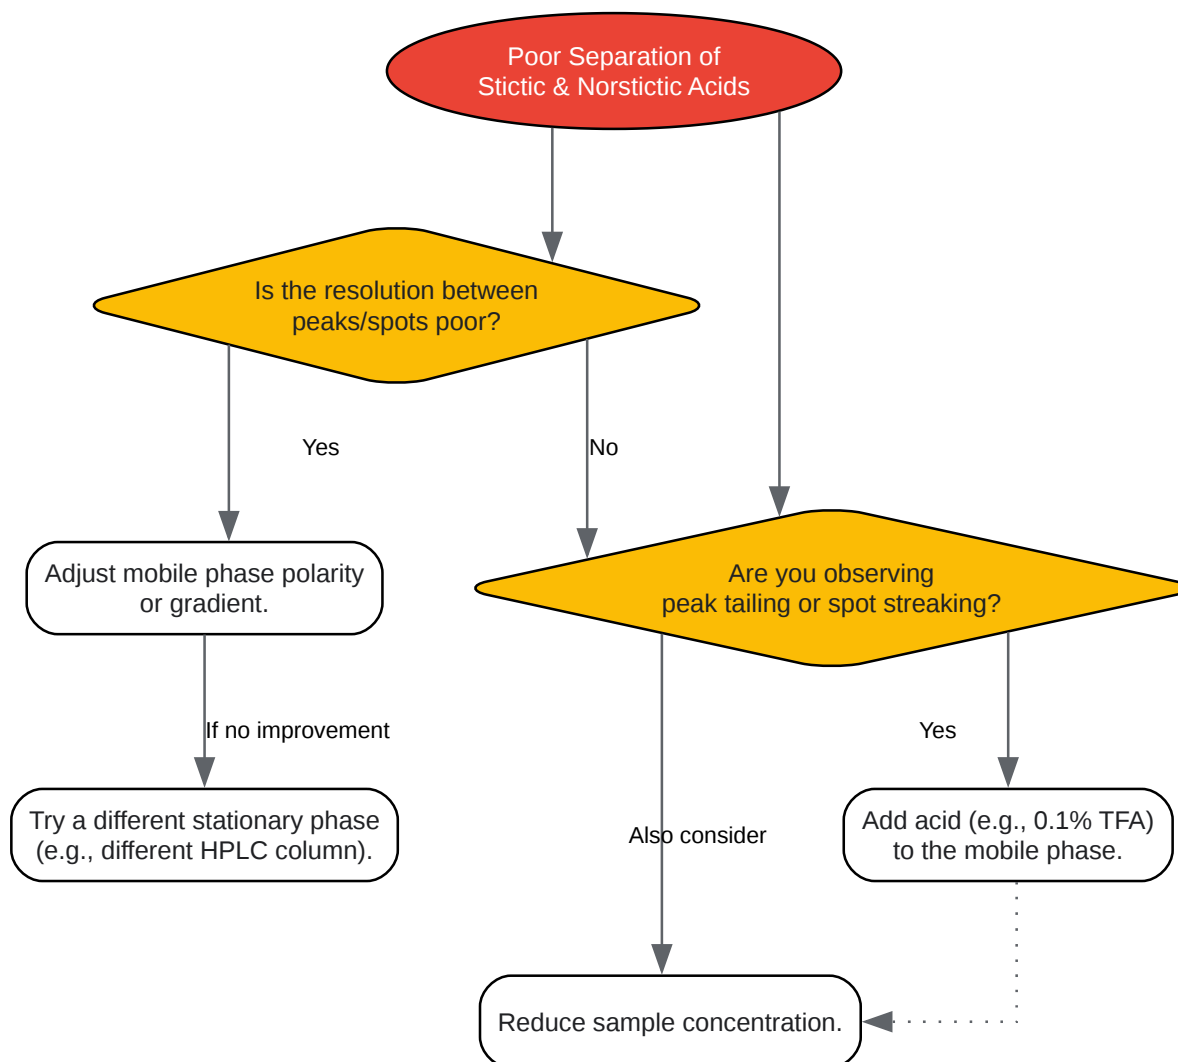 Poor Separation of
Stictic & Norstictic Acids
Is the resolution between
peaks/spots poor?
Yes
No
Adjust mobile phase polarity
or gradient.
Are you observing
peak tailing or spot streaking?
If no improvement
Yes
Try a different stationary phase
(e.g., different HPLC column).
Also consider
Add acid (e.g., 0.1% TFA)
to the mobile phase.
Reduce sample concentration.